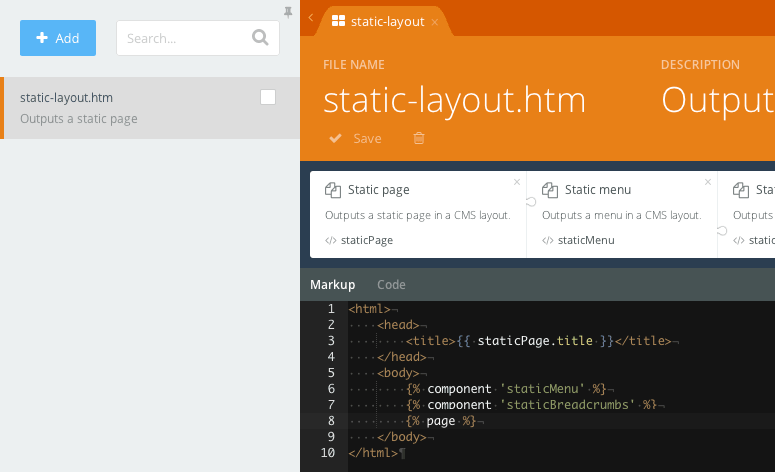 Add
Search...
static-layout.htm
Outputs a static page
static-layout
FILE NAME
DESCRIPTION
static-layout.htm
Output
Save
Static page
Outputs a static page in a CMS layout.
staticPage
Static menu
Outputs a menu in a CMS layout.
staticMenu
Sta
Outputs
static
Markup
Code
1 <html>
2 <head>
3 <title>{{ staticPage.title }}</title>
4 </head>
5 <body>
6 {% component 'staticMenu' %}
7 {% component 'staticBreadcrumbs' %}
8 {% page %}
9 </body>
10 </html>